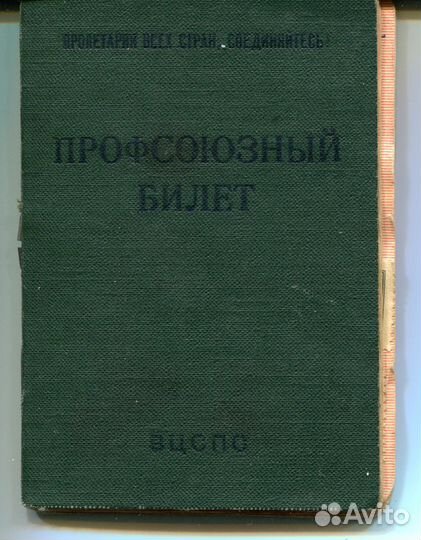 ПРОЛЕТАРИИ ВСЕХ СТРАН, СОЕДИНЯЙТЕСЬ!
ПРОФСОЮЗНЫЙ
БИЛЕТ
ВЦСПС
Avito